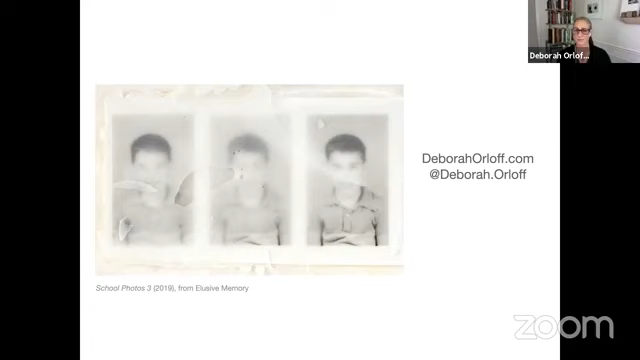 Deborah Orlof...
DeborahOrloff.com
@Deborah.Orloff
School Photos 3 (2019), from Elusive Memory
zoom